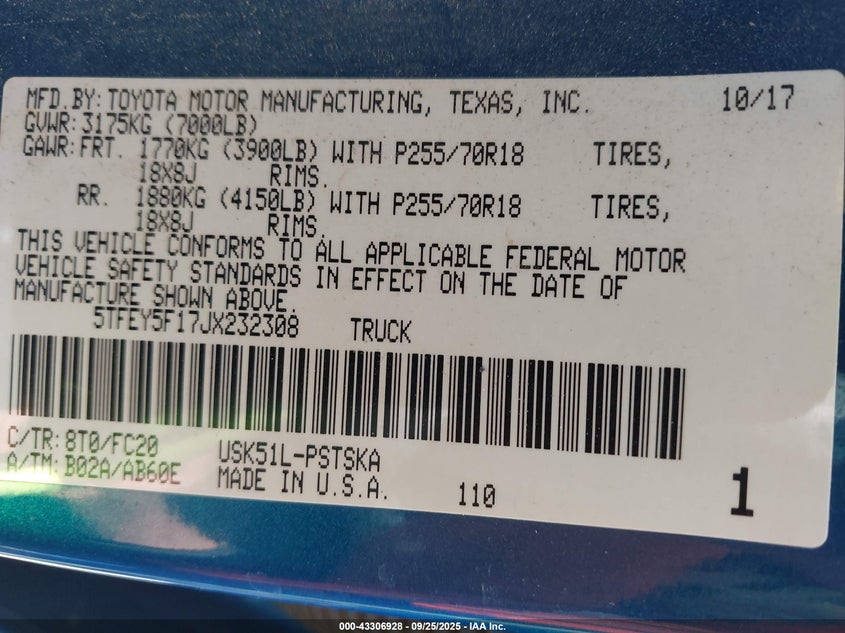 MFD.BY: TOYOTA MOTOR MANUFACTURING, TEXAS, INC. 10/17
GVWR: 3175KG (7000LB)
GAWR: FRT. 1770KG (3900LB) WITH P255/70R18 TIRES,
18X8J RIMS.
RR. 1880KG (4150LB) WITH P255/70R18 TIRES,
18X8J RIMS.
THIS VEHICLE CONFORMS TO ALL APPLICABLE FEDERAL MOTOR
VEHICLE SAFETY STANDARDS IN EFFECT ON THE DATE OF
MANUFACTURE SHOWN ABOVE.
5TFEY5F17JX232308 TRUCK
C/TR: 8T0/FC20 USK51L-PSTSKA
A/TM: B02A/AB60E MADE IN U.S.A. 110 1
000-43306928 - 09/25/2025 - IAA Inc.